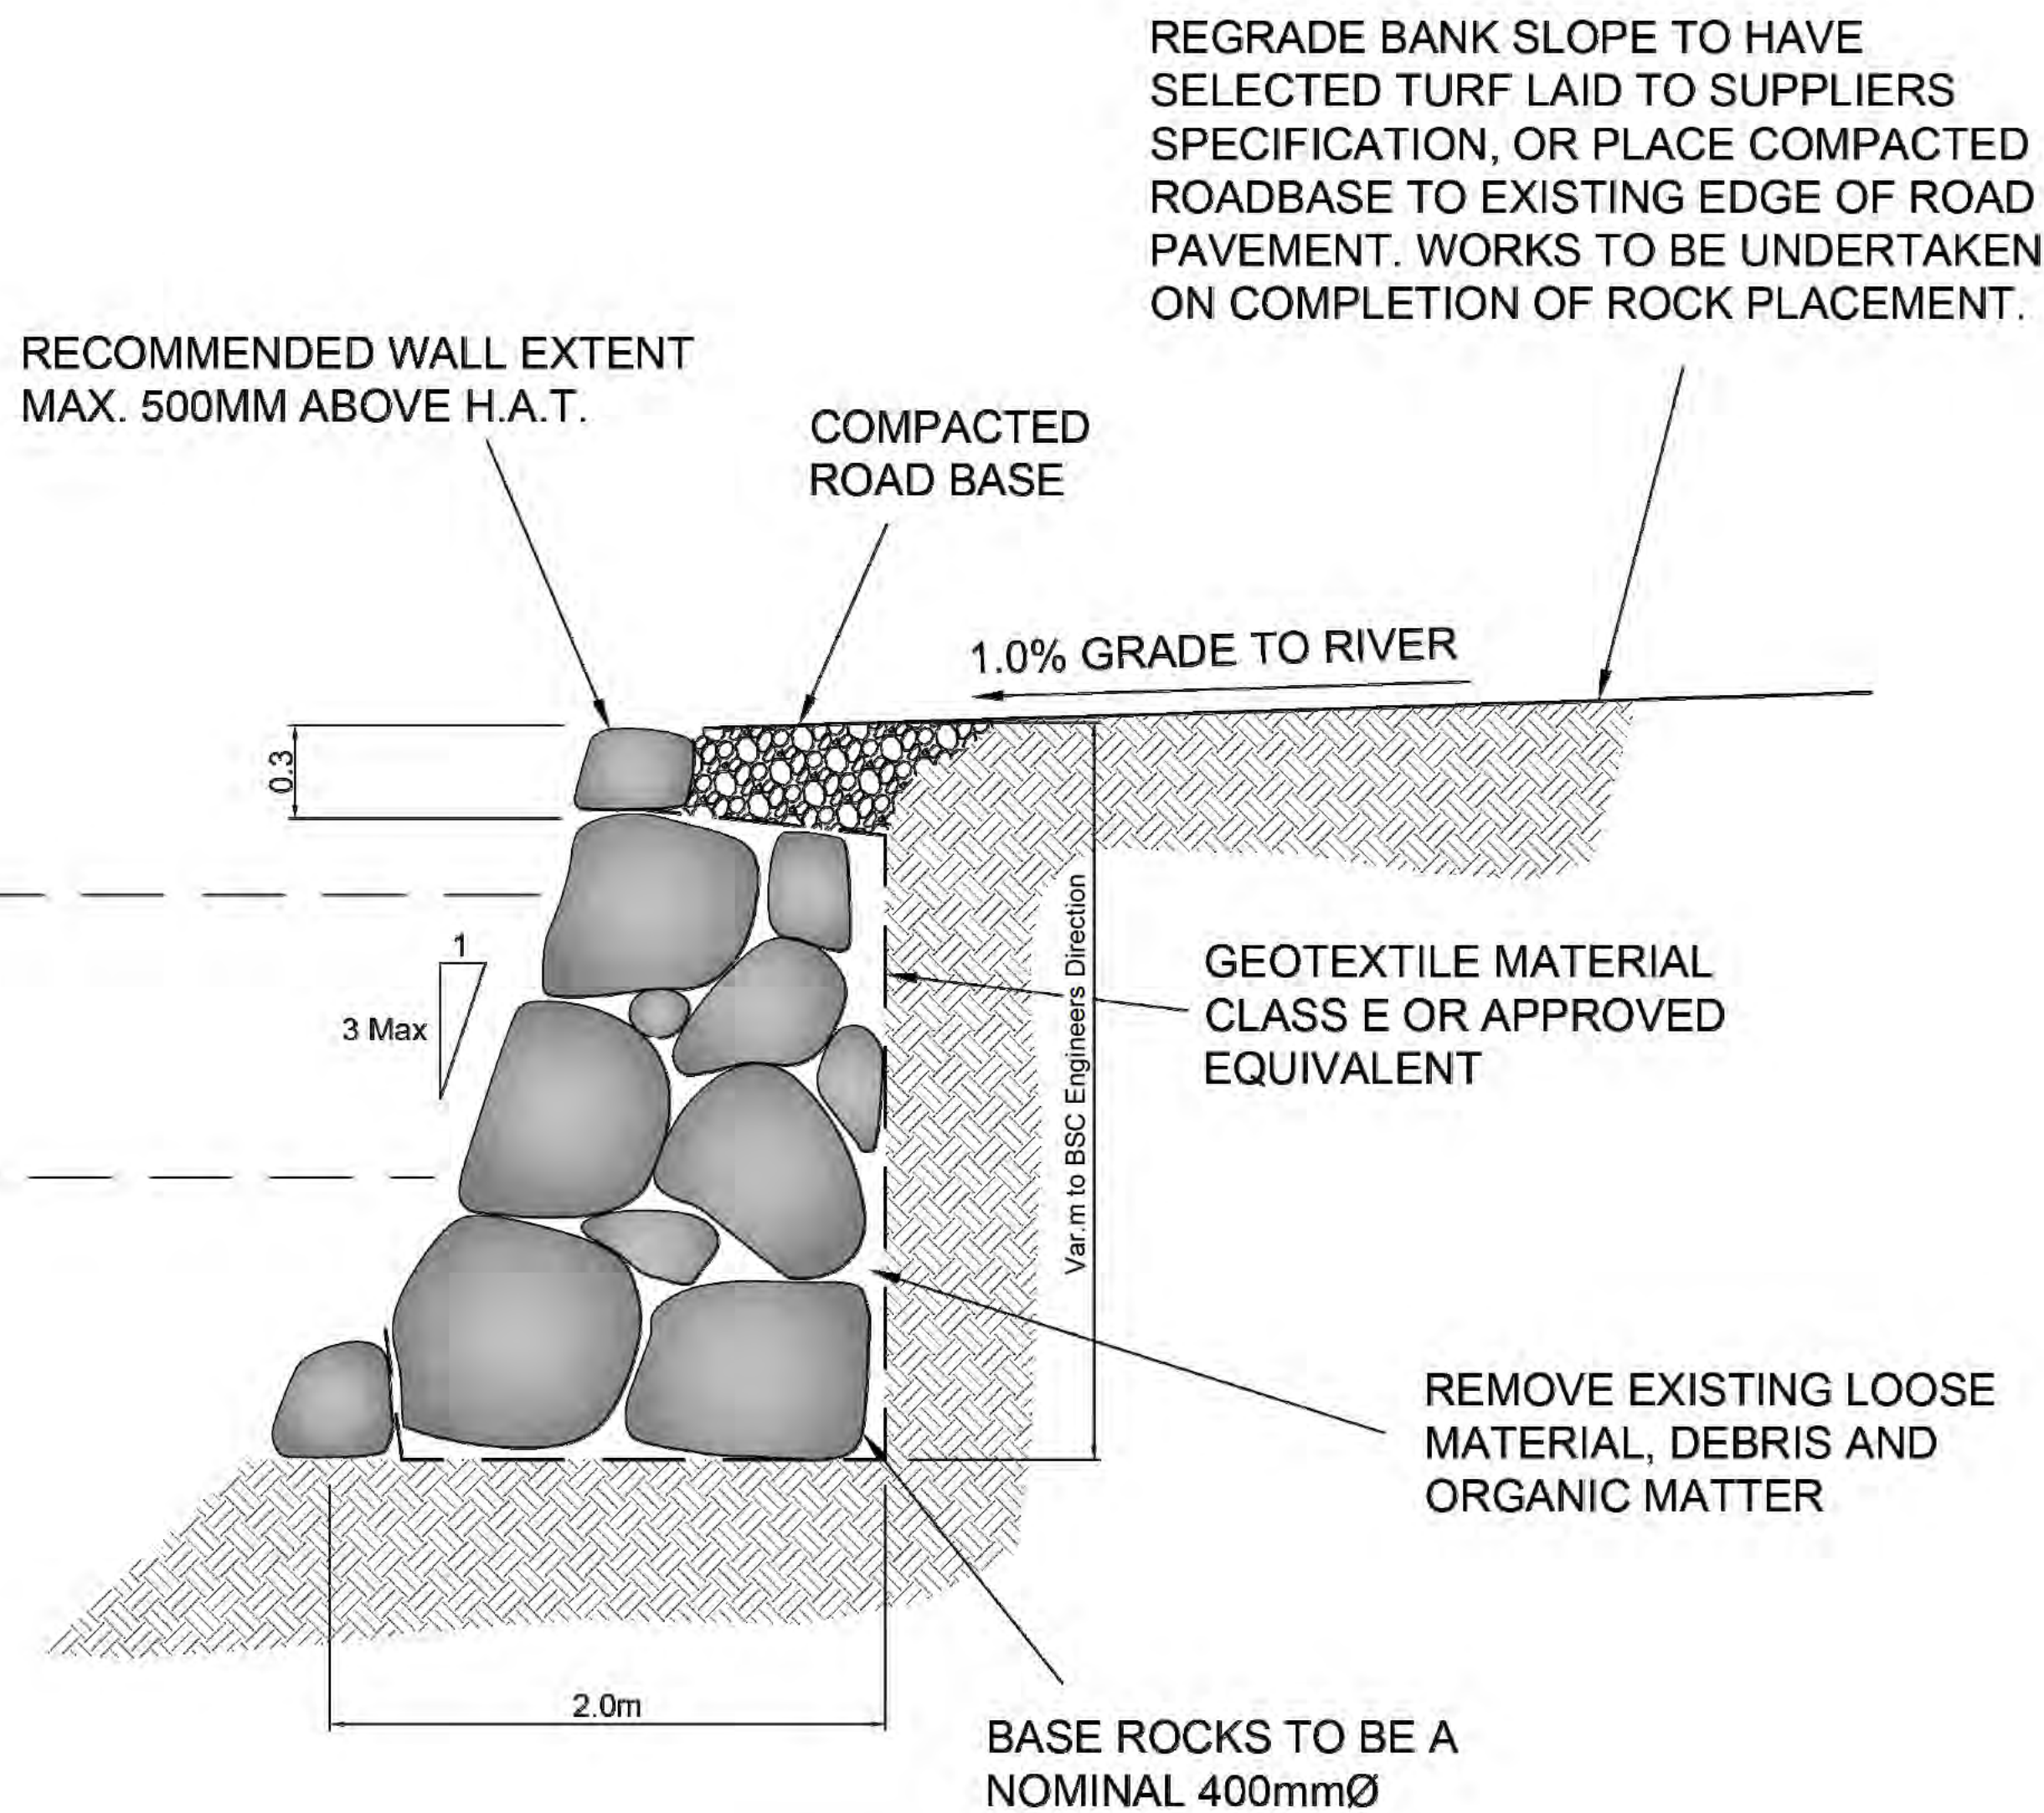 REGRADE BANK SLOPE TO HAVE
SELECTED TURF LAID TO SUPPLIERS
SPECIFICATION, OR PLACE COMPACTED
ROADBASE TO EXISTING EDGE OF ROAD
PAVEMENT. WORKS TO BE UNDERTAKEN
ON COMPLETION OF ROCK PLACEMENT.
RECOMMENDED WALL EXTENT
MAX. 500MM ABOVE H.A.T.
COMPACTED
ROAD BASE
1.0% GRADE TO RIVER
0.3
1
3 Max
Var.m to BSC Engineers Direction
GEOTEXTILE MATERIAL
CLASS E OR APPROVED
EQUIVALENT
REMOVE EXISTING LOOSE
MATERIAL, DEBRIS AND
ORGANIC MATTER
2.0m
BASE ROCKS TO BE A
NOMINAL 400mmØ